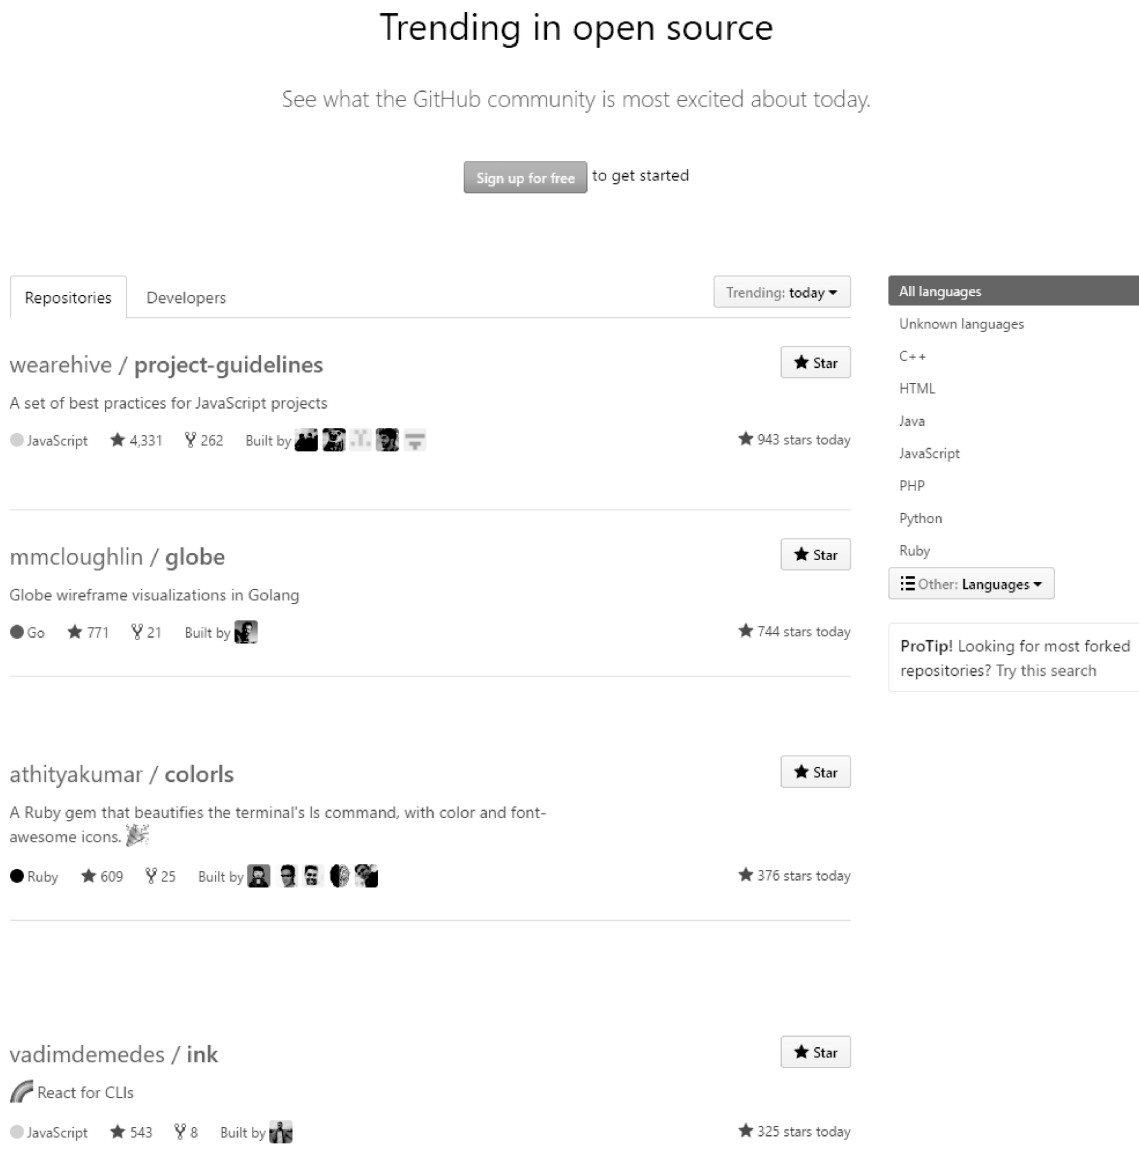 Trending in open source
See what the GitHub community is most excited about today.
Sign up for free to get started
Repositories Developers Trending: today
wearehive / project-guidelines Star
A set of best practices for JavaScript projects
JavaScript 4,331 262 Built by 943 stars today
mmcloughlin / globe Star
Globe wireframe visualizations in Golang
Go 771 21 Built by 744 stars today
athityakumar / colorls Star
A Ruby gem that beautifies the terminal's ls command, with color and font-
awesome icons.
Ruby 609 25 Built by 376 stars today
vadimdemedes / ink Star
React for CLIs
JavaScript 543 8 Built by 325 stars today
All languages
Unknown languages
C++
HTML
Java
JavaScript
PHP
Python
Ruby
Other: Languages
ProTip! Looking for most forked
repositories? Try this search